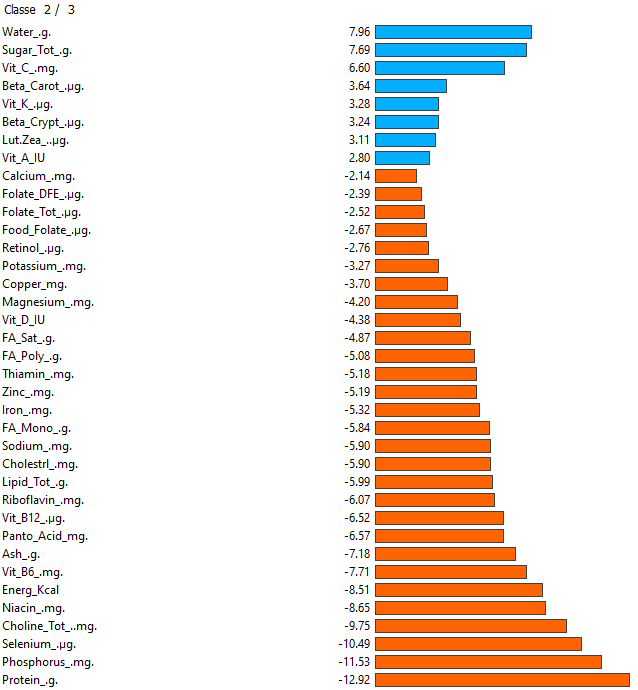 Classe 2 / 3
Water_.g. 7.96
Sugar_Tot_.g. 7.69
Vit_C_.mg. 6.60
Beta_Carot_.µg. 3.64
Vit_K_.µg. 3.28
Beta_Crypt_.µg. 3.24
Lut.Zea_..µg. 3.11
Vit_A_IU 2.80
Calcium_.mg. -2.14
Folate_DFE_.µg. -2.39
Folate_Tot_.µg. -2.52
Food_Folate_.µg. -2.67
Retinol_.µg. -2.76
Potassium_.mg. -3.27
Copper_mg. -3.70
Magnesium_.mg. -4.20
Vit_D_IU -4.38
FA_Sat_.g. -4.87
FA_Poly_.g. -5.08
Thiamin_.mg. -5.18
Zinc_.mg. -5.19
Iron_.mg. -5.32
FA_Mono_.g. -5.84
Sodium_.mg. -5.90
Cholestrl_.mg. -5.90
Lipid_Tot_.g. -5.99
Riboflavin_.mg. -6.07
Vit_B12_.µg. -6.52
Panto_Acid_mg. -6.57
Ash_.g. -7.18
Vit_B6_.mg. -7.71
Energ_Kcal -8.51
Niacin_.mg. -8.65
Choline_Tot_..mg. -9.75
Selenium_.µg. -10.49
Phosphorus_.mg. -11.53
Protein_.g. -12.92